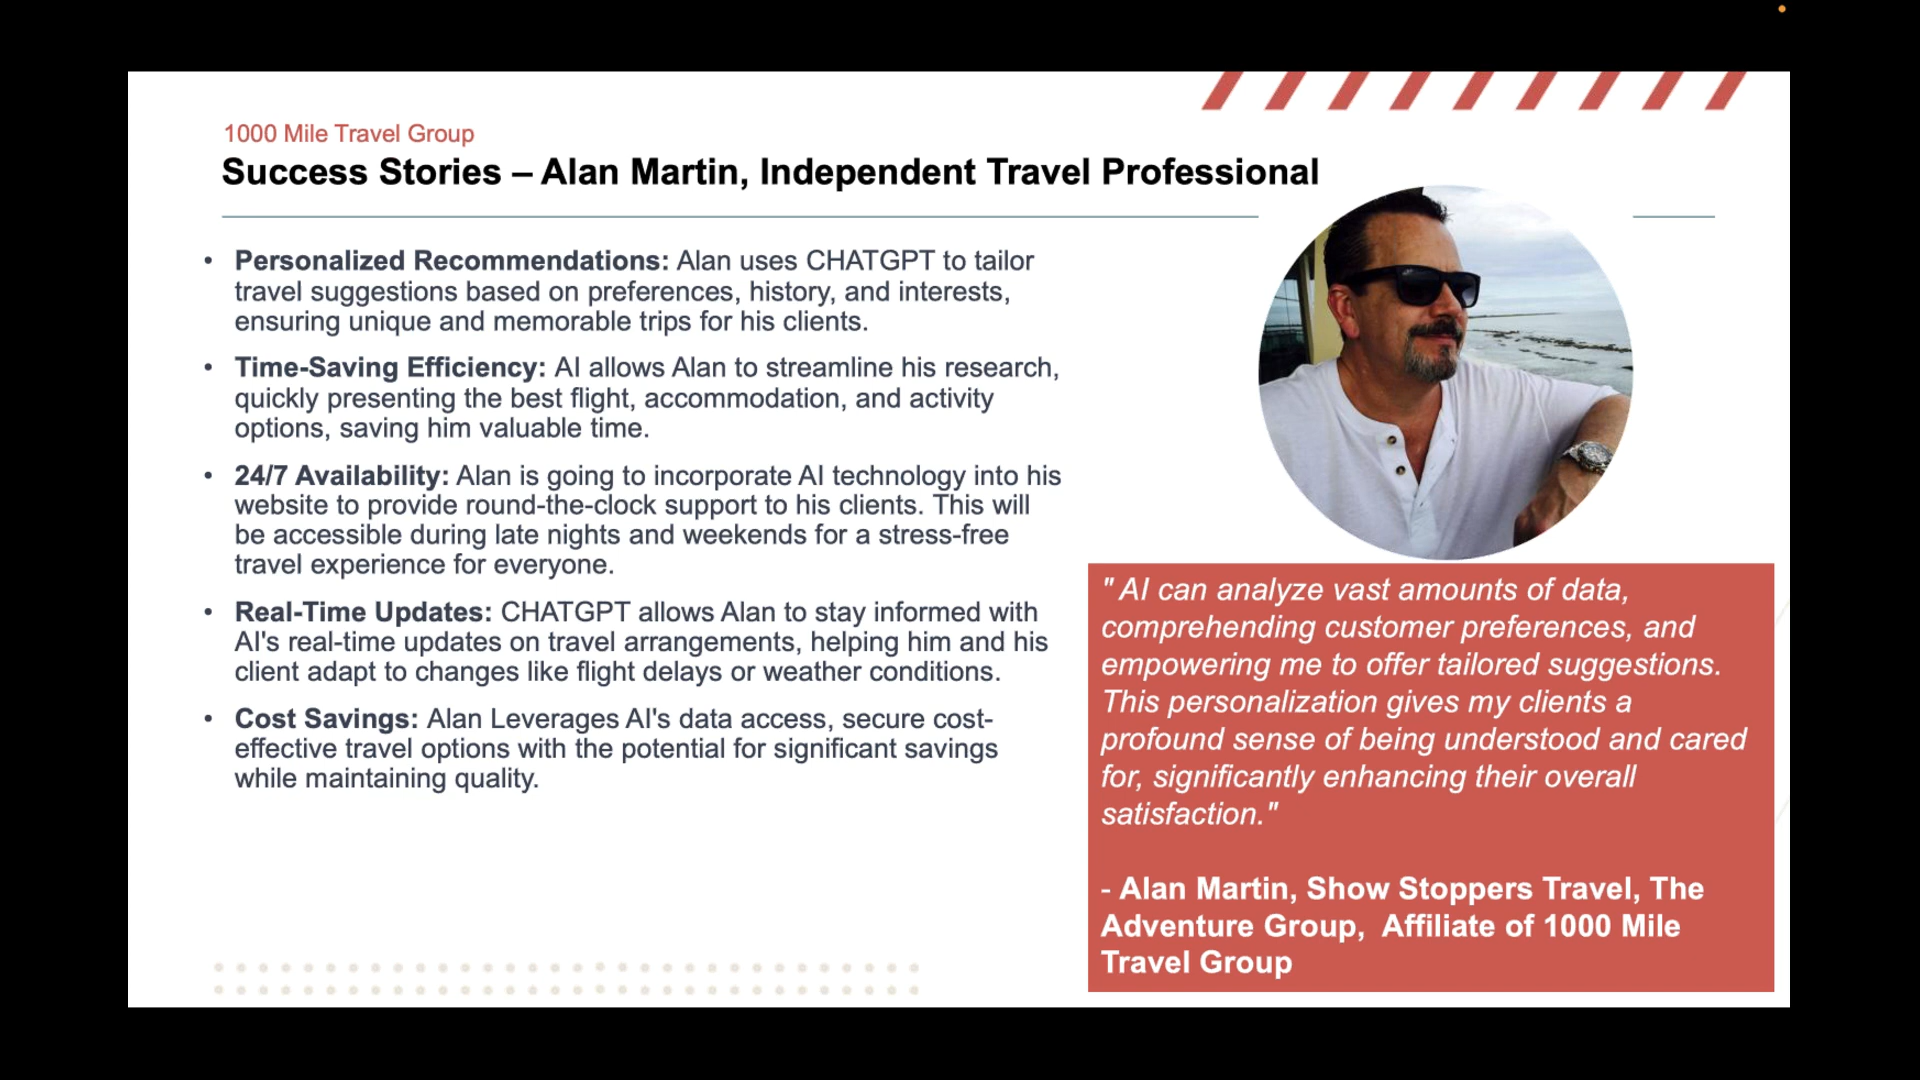 1000 Mile Travel Group
Success Stories – Alan Martin, Independent Travel Professional
• Personalized Recommendations: Alan uses CHATGPT to tailor
travel suggestions based on preferences, history, and interests,
ensuring unique and memorable trips for his clients.
• Time-Saving Efficiency: AI allows Alan to streamline his research,
quickly presenting the best flight, accommodation, and activity
options, saving him valuable time.
• 24/7 Availability: Alan is going to incorporate AI technology into his
website to provide round-the-clock support to his clients. This will
be accessible during late nights and weekends for a stress-free
travel experience for everyone.
• Real-Time Updates: CHATGPT allows Alan to stay informed with
AI's real-time updates on travel arrangements, helping him and his
client adapt to changes like flight delays or weather conditions.
• Cost Savings: Alan Leverages AI's data access, secure cost-
effective travel options with the potential for significant savings
while maintaining quality.
" AI can analyze vast amounts of data,
comprehending customer preferences, and
empowering me to offer tailored suggestions.
This personalization gives my clients a
profound sense of being understood and cared
for, significantly enhancing their overall
satisfaction."
- Alan Martin, Show Stoppers Travel, The
Adventure Group,  Affiliate of 1000 Mile
Travel Group